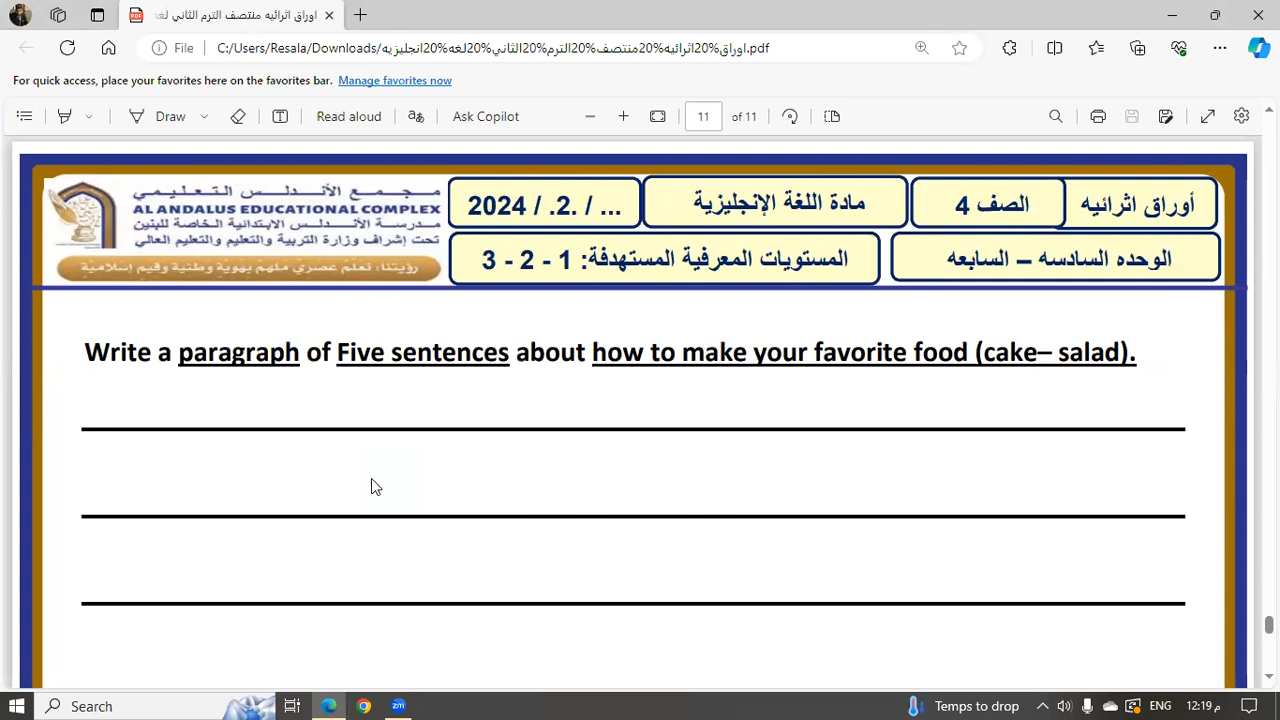 اوراق اثرائيه منتصف الترم الثاني لغه
File
C:/Users/Resala/Downloads/اوراق%20اثرائيه%20منتصف%20الترم%20الثاني%20لغه%20انجليزيه.pdf
For quick access, place your favorites here on the favorites bar. Manage favorites now
Draw
Read aloud
Ask Copilot
11 of 11
مجمع الأندلس التعليمي
AL ANDALUS EDUCATIONAL COMPLEX
مدرسة الأندلس الابتدائية الخاصة للبنين
تحت إشراف وزارة التربية والتعليم والتعليم العالي
رؤيتنا: تعلم عصري ملهم بهوية وطنية وقيم إسلامية
أوراق اثرائيه
الصف 4
مادة اللغة الإنجليزية
... / .2. / 2024
الوحده السادسه – السابعه
المستويات المعرفية المستهدفة: 1 - 2 - 3
Write a paragraph of Five sentences about how to make your favorite food (cake– salad).
Search
zm
Temps to drop
ENG
12:19 م